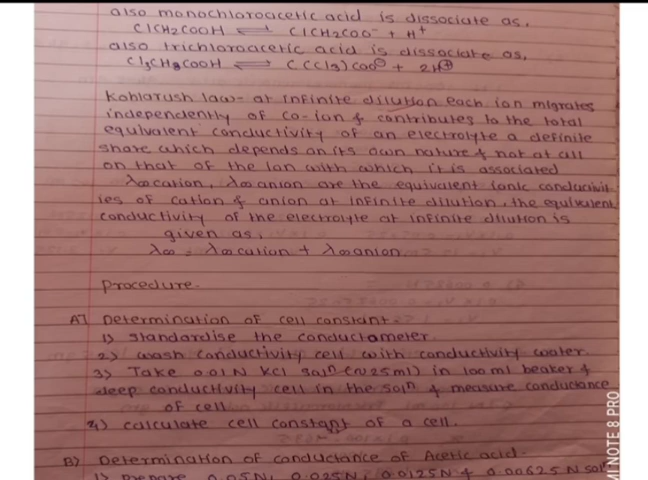 also monochloroacetic acid is dissociate as.
ClCH2COOH ⇌ ClCH2COO⁻ + H⁺
also trichloroacetic acid is dissociate as,
Cl3CH3COOH ⇌ C(Cl3)COO⊖ + 2H⊕
Kohlarush law- at infinite dilution each ion migrates
independently of co-ion & contributes to the total
equivalent conductivity of an electrolyte a definite
share which depends on its own nature & not at all
on that of the ion with which it is associated
λ∞cation, λ∞anion are the equivalent ionic conductivit-
ies of cation & anion at infinite dilution, the equivalent
conductivity of the electrolyte at infinite dilution is
given as,
λ∞ = λ∞cation + λ∞anion
Procedure-
A] Determination of cell constant-
1) standardise the conductometer.
2) wash conductivity cell with conductivity water.
3) Take 0.01N KCl solⁿ (~25ml) in 100 ml beaker &
deep conductivity cell in the solⁿ & measure conductance
of cell
4) calculate cell constant of a cell.
B) Determination of conductance of Acetic acid-
1) prepare 0.05N, 0.025N, 0.0125N & 0.00625N solⁿ
MI NOTE 8 PRO